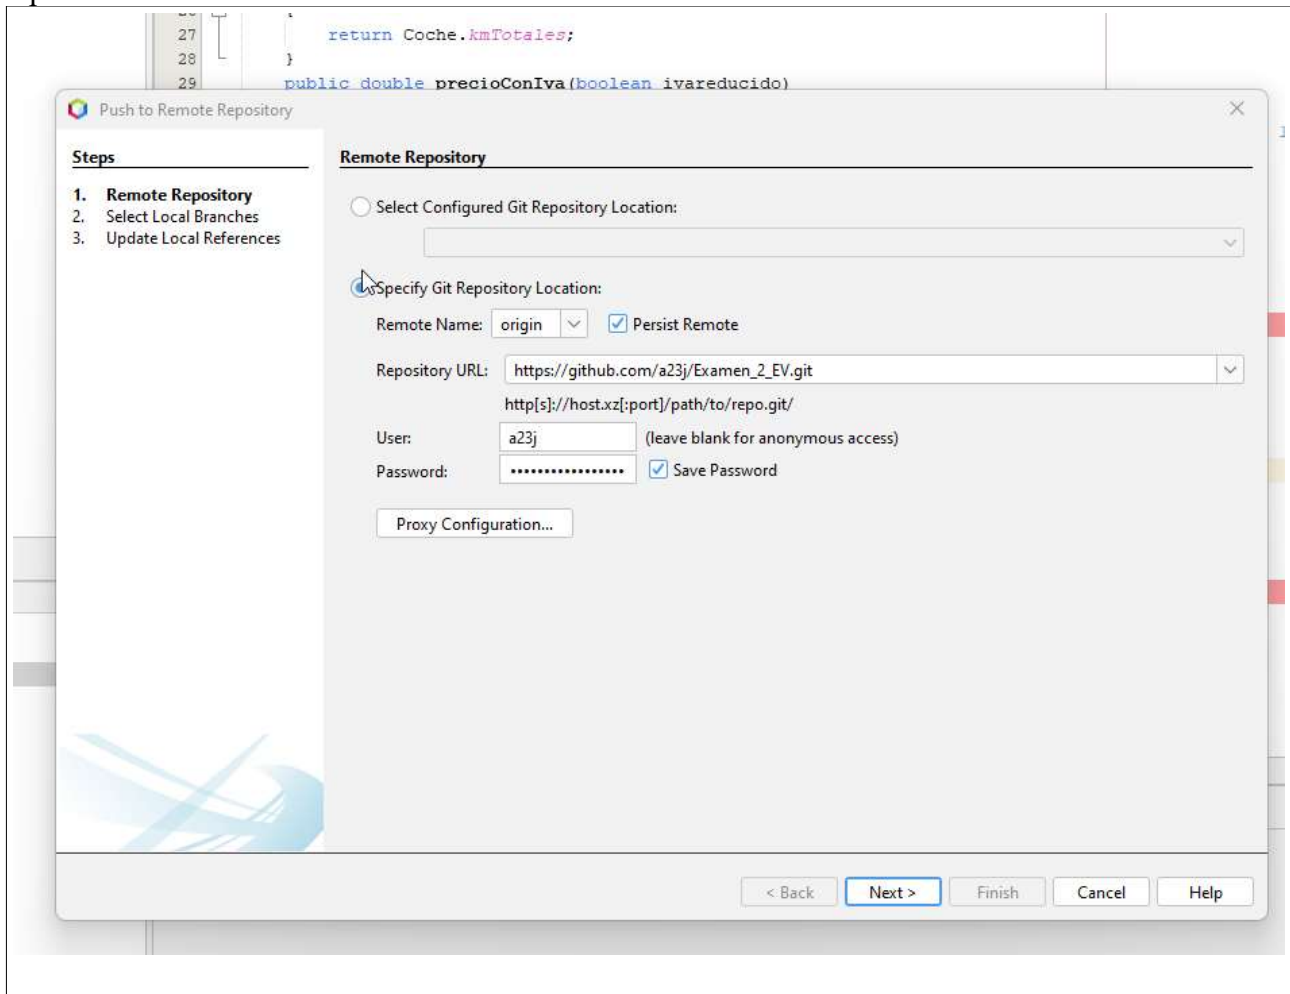 27 return Coche.kmTotales;
28 }
29 public double precioConIva(boolean ivareducido)
Push to Remote Repository
Steps
1. Remote Repository
2. Select Local Branches
3. Update Local References
Remote Repository
Select Configured Git Repository Location:
Specify Git Repository Location:
Remote Name: origin Persist Remote
Repository URL: https://github.com/a23j/Examen_2_EV.git
http[s]://host.xz[:port]/path/to/repo.git/
User: a23j (leave blank for anonymous access)
Password: ••••••••••••••••• Save Password
Proxy Configuration...
< Back Next > Finish Cancel Help